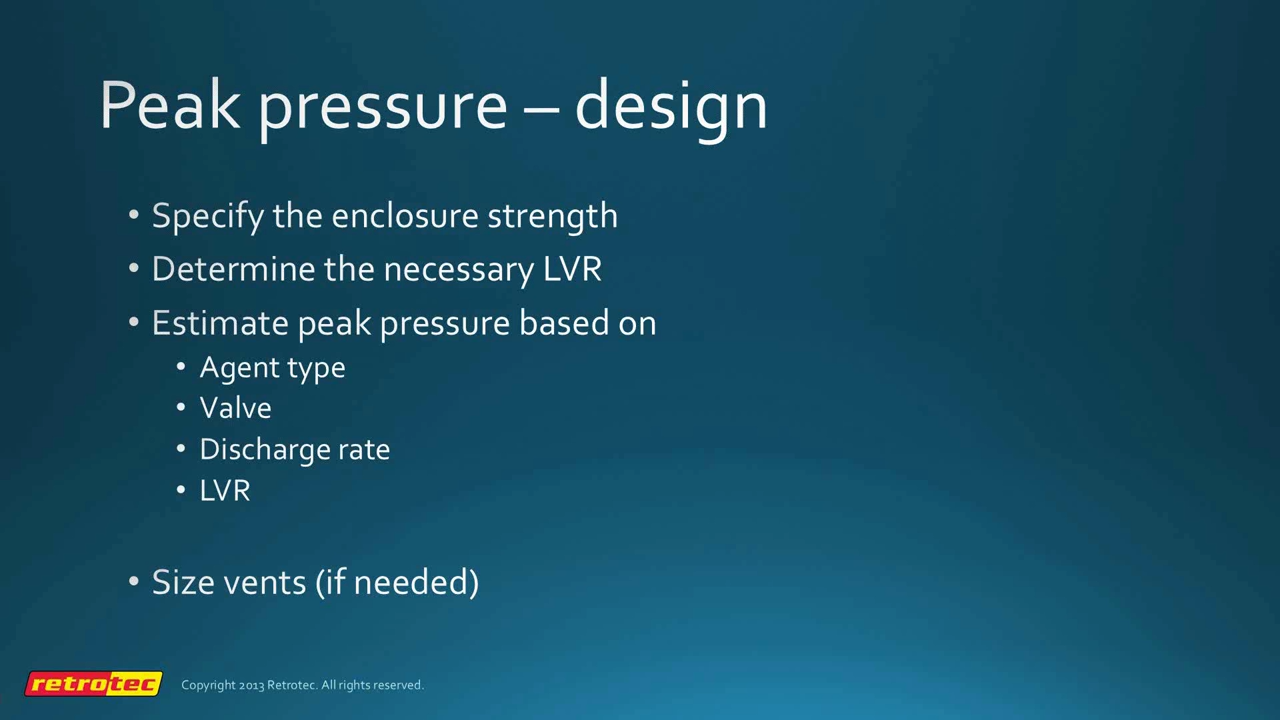 Peak pressure – design
• Specify the enclosure strength
• Determine the necessary LVR
• Estimate peak pressure based on
• Agent type
• Valve
• Discharge rate
• LVR
• Size vents (if needed)
retrotec
Copyright 2013 Retrotec. All rights reserved.